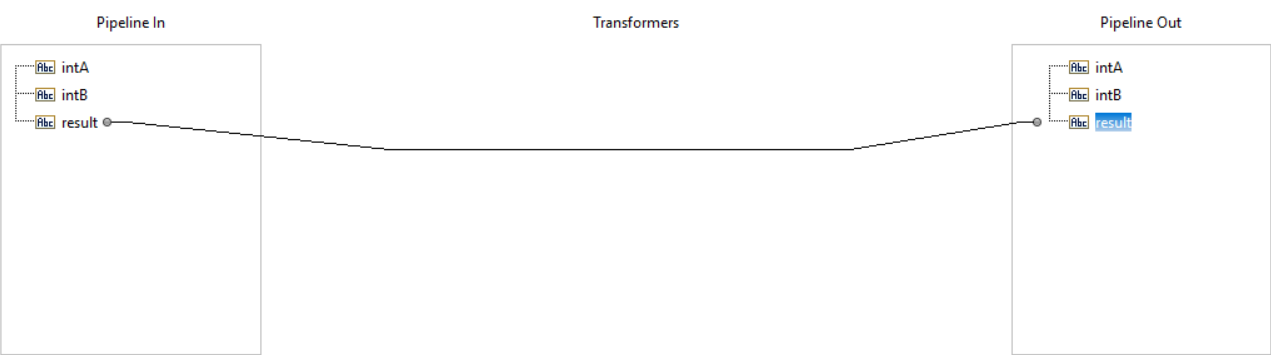 Pipeline In Transformers Pipeline Out
Abc intA Abc intA
Abc intB Abc intB
Abc result Abc result